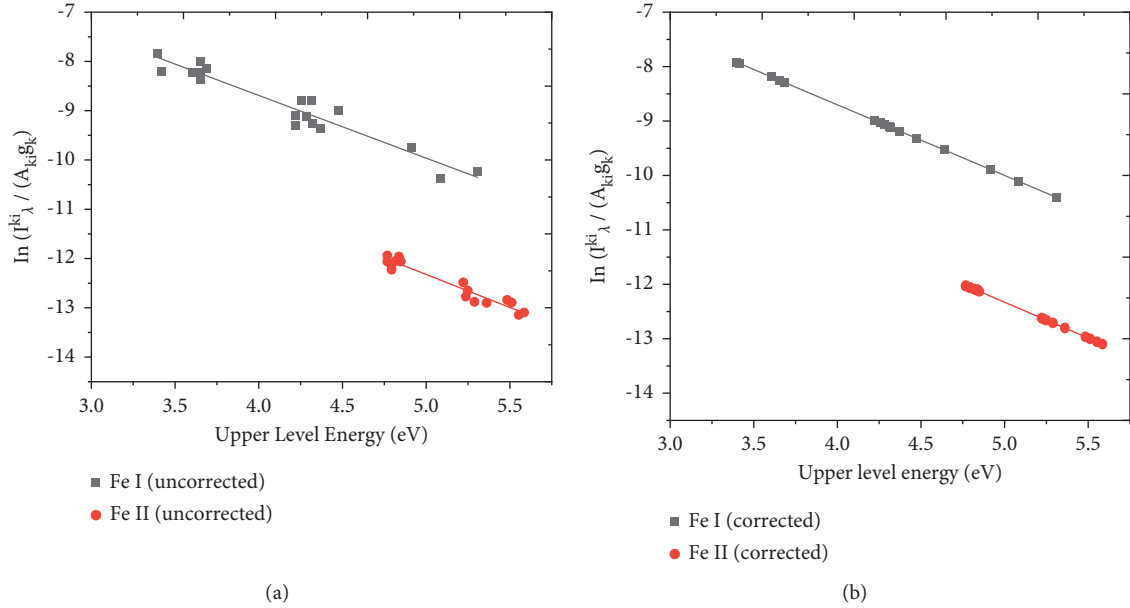 -7
-8
-9
-10
-11
-12
-13
-14
In (I^ki_λ / (A_ki g_k)
3.0 3.5 4.0 4.5 5.0 5.5
Upper Level Energy (eV)
Fe I (uncorrected)
Fe II (uncorrected)
(a)
-7
-8
-9
-10
-11
-12
-13
-14
In (I^ki_λ / (A_ki g_k)
3.0 3.5 4.0 4.5 5.0 5.5
Upper level energy (eV)
Fe I (corrected)
Fe II (corrected)
(b)